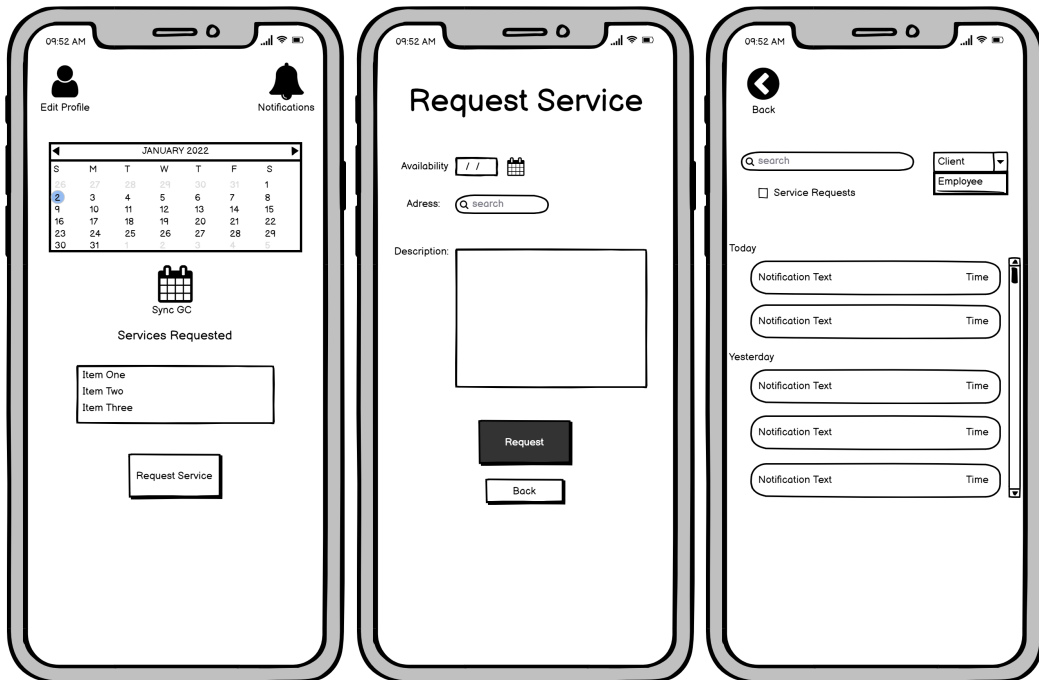 09:52 AM
Edit Profile
Notifications
JANUARY 2022
S M T W T F S
26 27 28 29 30 31 1
2 3 4 5 6 7 8
9 10 11 12 13 14 15
16 17 18 19 20 21 22
23 24 25 26 27 28 29
30 31 1 2 3 4 5
Sync GC
Services Requested
Item One
Item Two
Item Three
Request Service
09:52 AM
Request Service
Availability / /
Adress: search
Description:
Request
Back
09:52 AM
Back
search
Client
Employee
Service Requests
Today
Notification Text Time
Notification Text Time
Yesterday
Notification Text Time
Notification Text Time
Notification Text Time